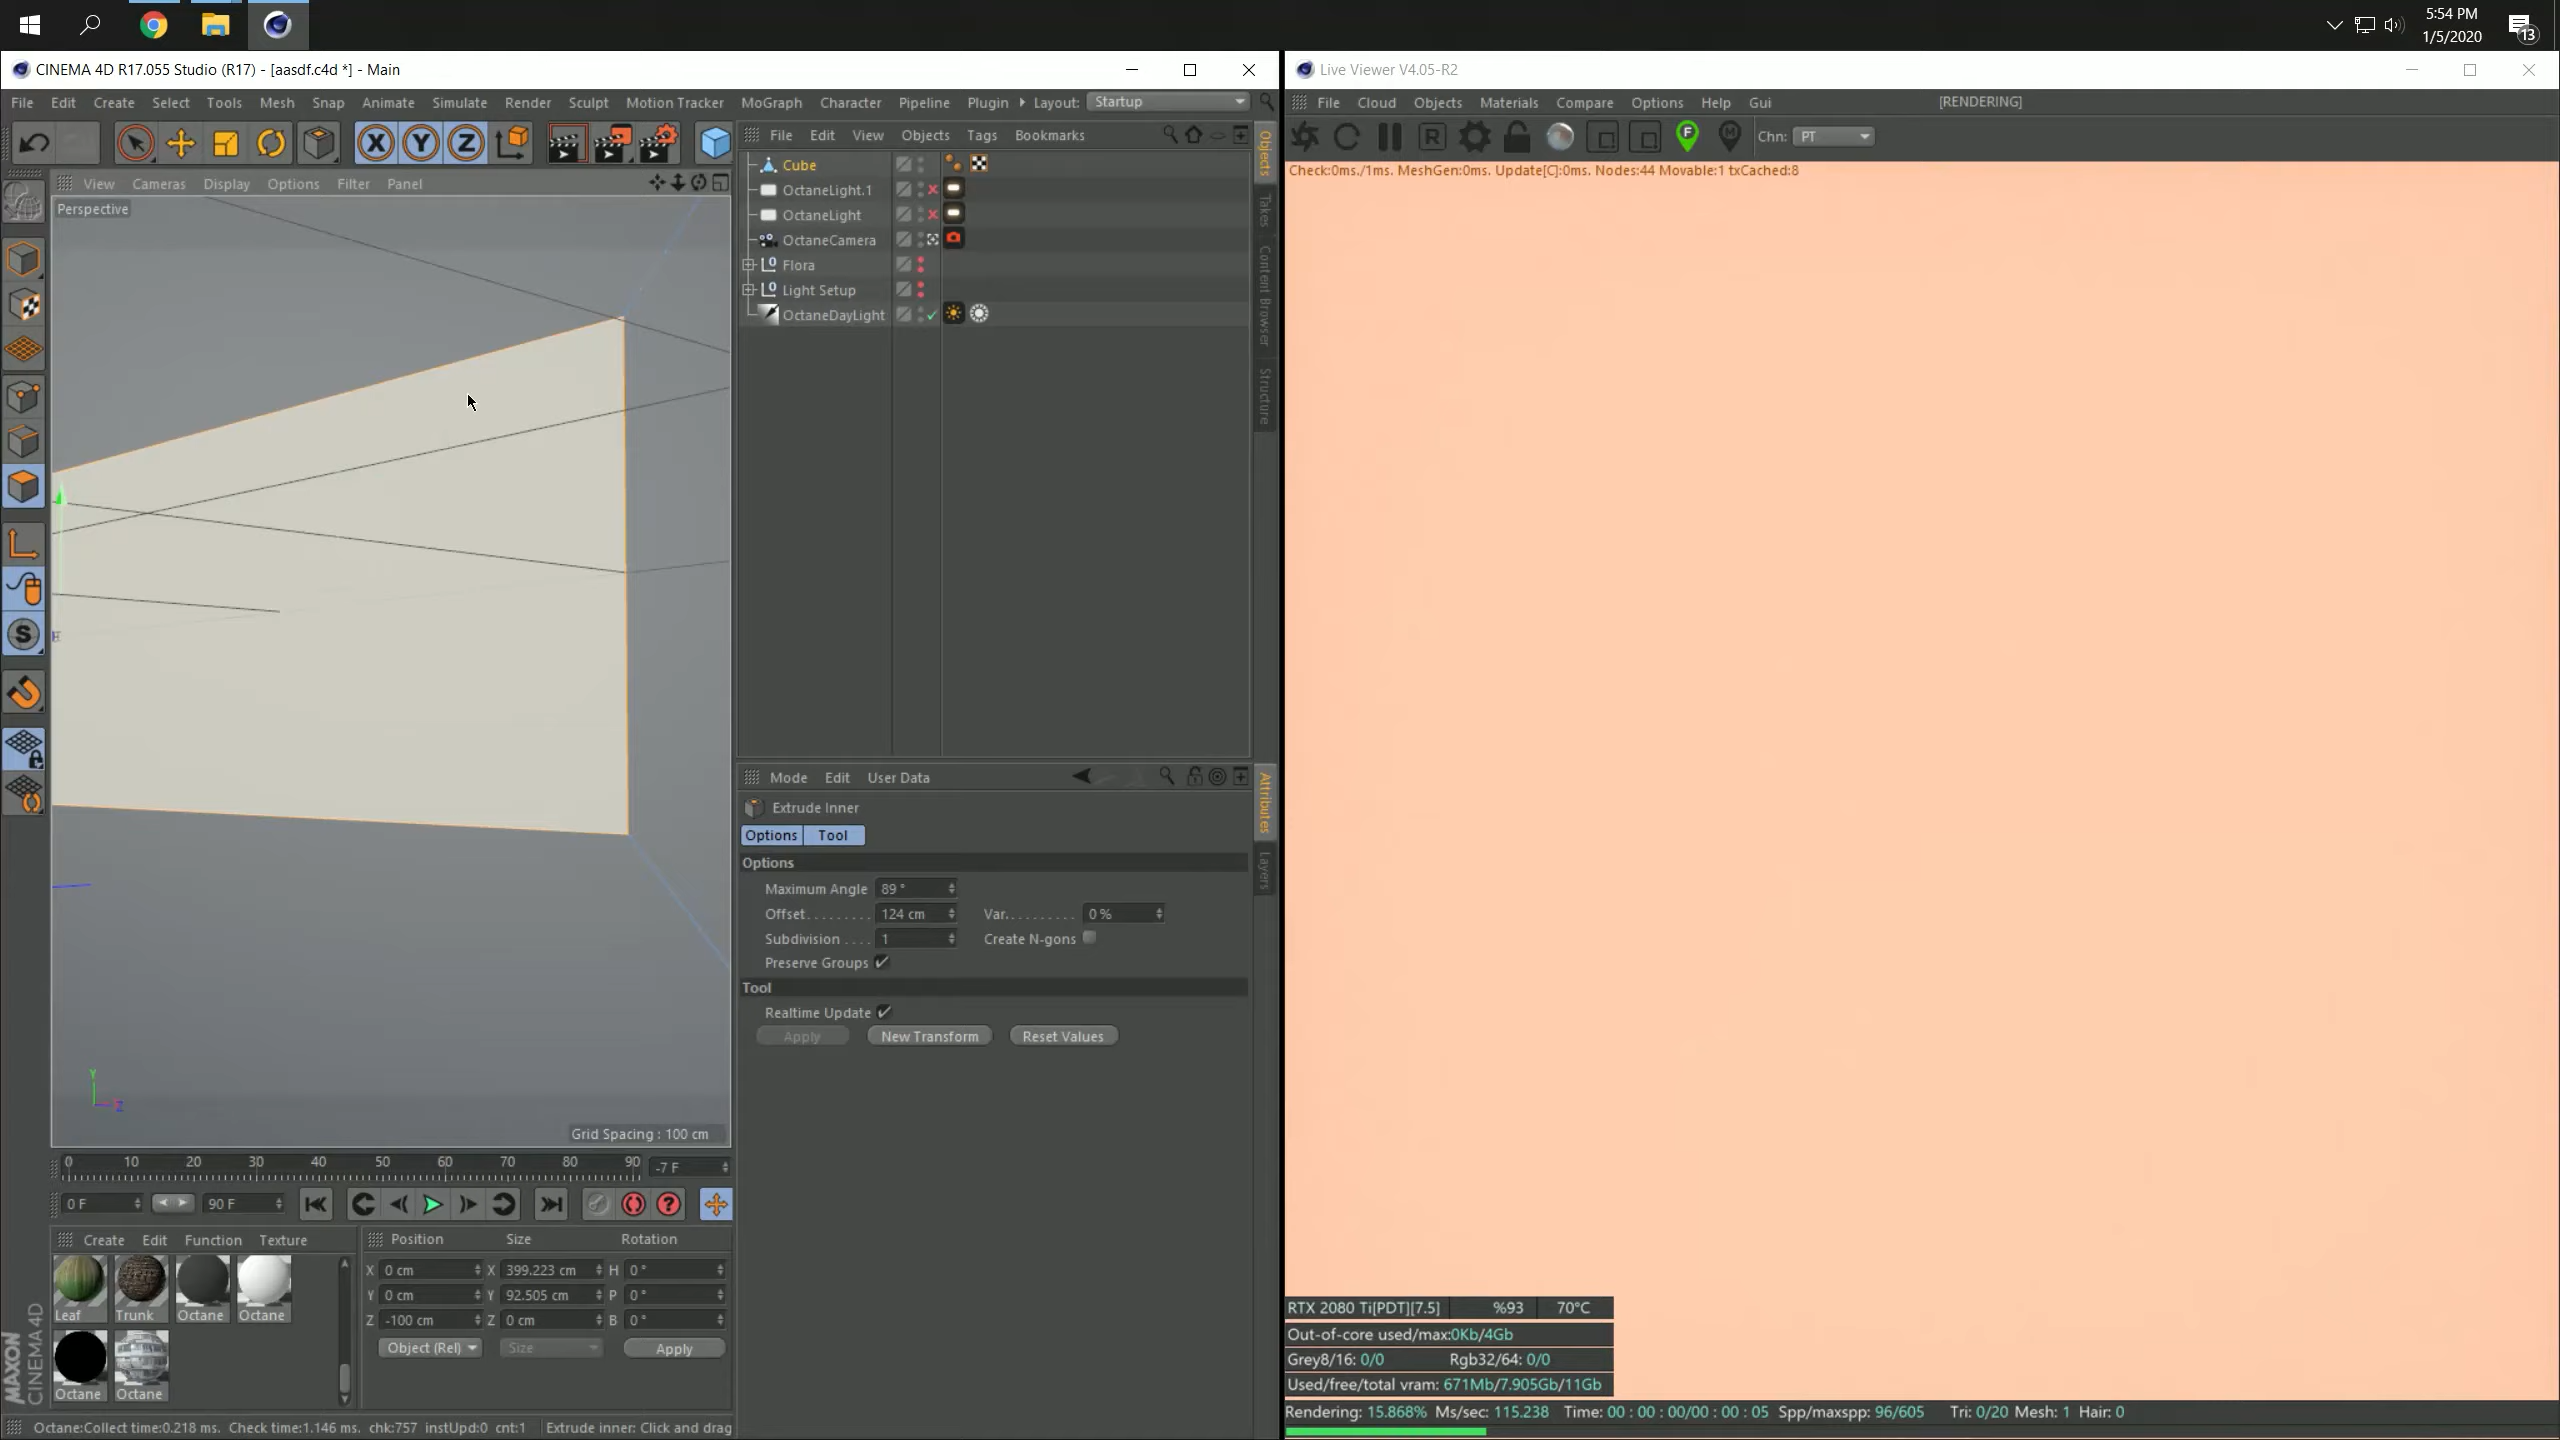 5:54 PM
1/5/2020
13
CINEMA 4D R17.055 Studio (R17) - [aasdf.c4d *] - Main
Live Viewer V4.05-R2
File Edit Create Select Tools Mesh Snap Animate Simulate Render Sculpt Motion Tracker MoGraph Character Pipeline Plugin Layout: Startup
File Cloud Objects Materials Compare Options Help Gui [RENDERING]
X Y Z
File Edit View Objects Tags Bookmarks
R F M Chn: PT
Check:0ms./1ms. MeshGen:0ms. Update[C]:0ms. Nodes:44 Movable:1 txCached:8
View Cameras Display Options Filter Panel
Perspective
Cube
OctaneLight.1
OctaneLight
OctaneCamera
Flora
Light Setup
OctaneDayLight
Objects
Takes
Content Browser
Structure
S
Y
Z
Grid Spacing : 100 cm
Mode Edit User Data
Extrude Inner
Options Tool
Options
Maximum Angle 89 °
Offset 124 cm Var. 0 %
Subdivision 1 Create N-gons
Preserve Groups
Tool
Realtime Update
Apply New Transform Reset Values
Attributes
Layers
0 10 20 30 40 50 60 70 80 90 -7 F
0 F 90 F
Create Edit Function Texture
Leaf Trunk Octane Octane
Octane Octane
Position Size Rotation
X 0 cm X 399.223 cm H 0 °
Y 0 cm Y 92.505 cm P 0 °
Z -100 cm Z 0 cm B 0 °
Object (Rel) Size Apply
MAXON
CINEMA 4D
Octane:Collect time:0.218 ms. Check time:1.146 ms. chk:757 instUpd:0 cnt:1 Extrude inner: Click and drag
RTX 2080 Ti[PDT][7.5] %93 70°C
Out-of-core used/max:0Kb/4Gb
Grey8/16: 0/0 Rgb32/64: 0/0
Used/free/total vram: 671Mb/7.905Gb/11Gb
Rendering: 15.868% Ms/sec: 115.238 Time: 00 : 00 : 00/00 : 00 : 05 Spp/maxspp: 96/605 Tri: 0/20 Mesh: 1 Hair: 0